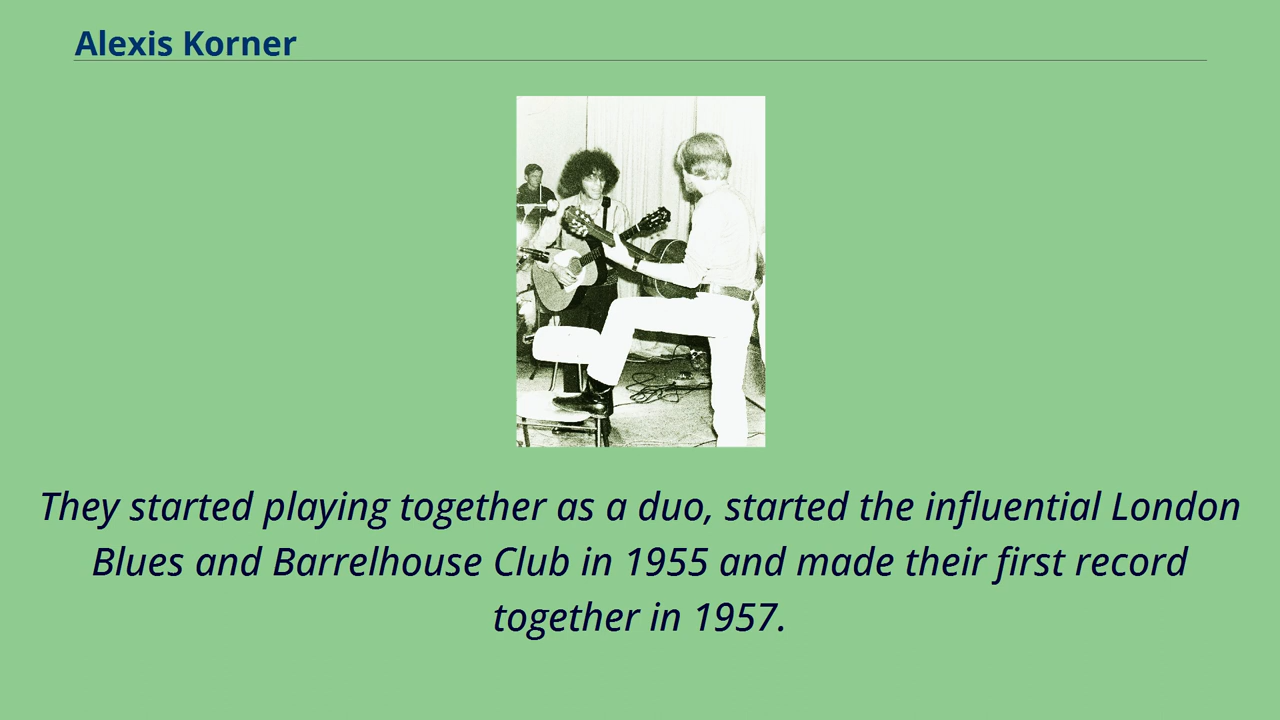 Alexis Korner
They started playing together as a duo, started the influential London
Blues and Barrelhouse Club in 1955 and made their first record
together in 1957.